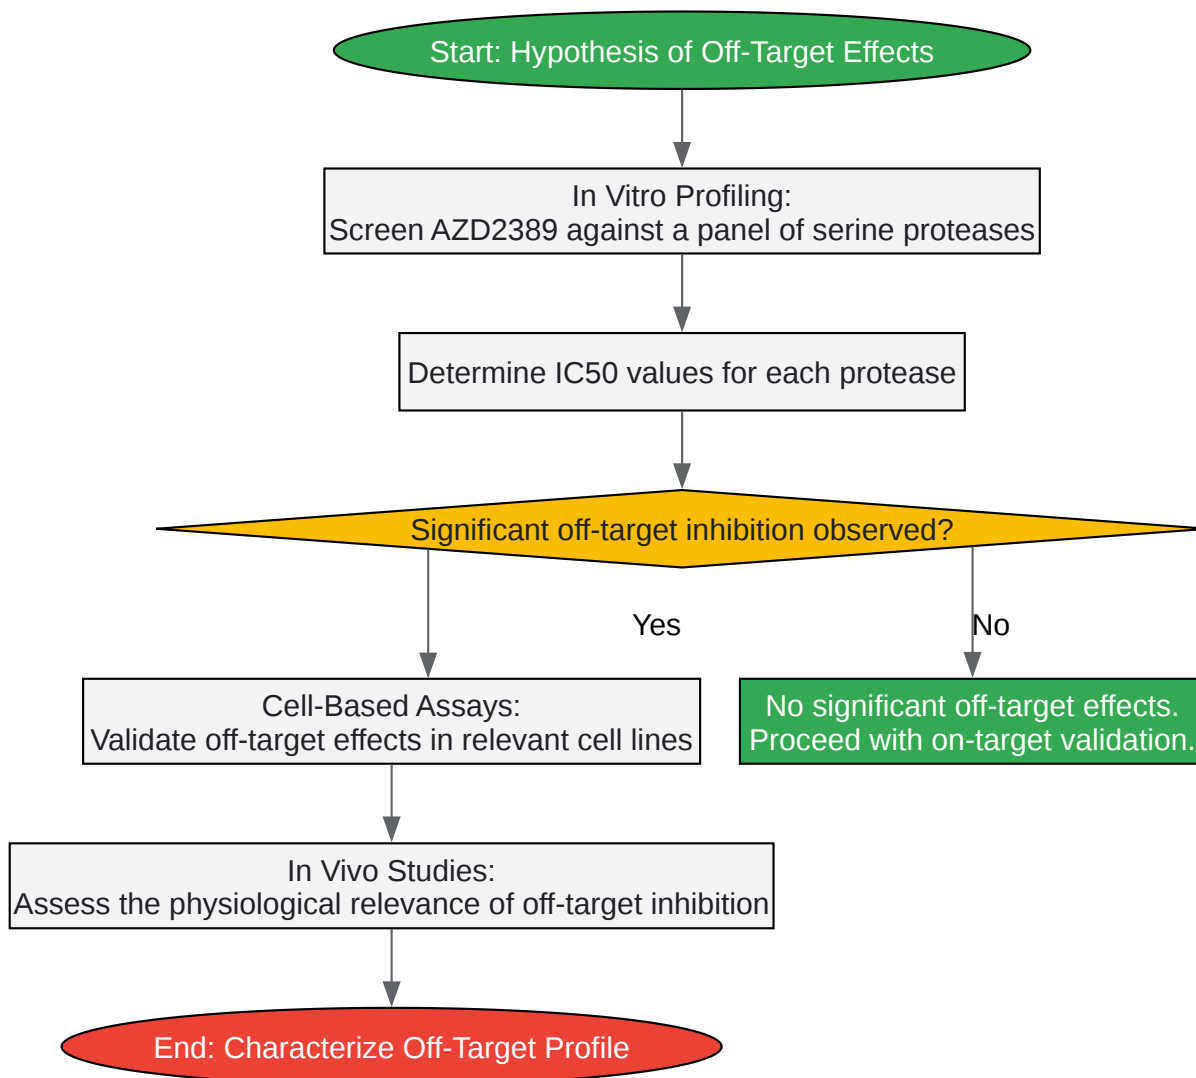 Start: Hypothesis of Off-Target Effects
In Vitro Profiling:
Screen AZD2389 against a panel of serine proteases
Determine IC50 values for each protease
Significant off-target inhibition observed?
Yes
No
Cell-Based Assays:
Validate off-target effects in relevant cell lines
No significant off-target effects.
Proceed with on-target validation.
In Vivo Studies:
Assess the physiological relevance of off-target inhibition
End: Characterize Off-Target Profile